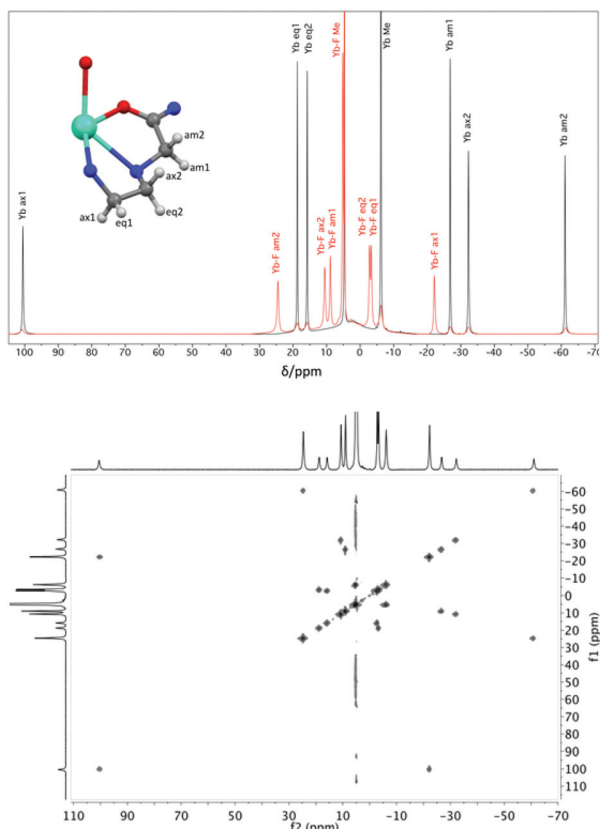 Yb ax1
Yb eq1
Yb eq2
Yb-F Me
Yb Me
Yb am1
Yb ax2
Yb am2
Yb-F am2
Yb-F ax2
Yb-F am1
Yb-F eq2
Yb-F eq1
Yb-F ax1
am2
am1
ax2
ax1
eq1
eq2
100 90 80 70 60 50 40 30 20 10 0 -10 -20 -30 -40 -50 -60 -70
δ/ppm
-60
-50
-40
-30
-20
-10
0
10
20
30
40
50
60
70
80
90
100
110
f1 (ppm)
110 90 70 50 30 10 -10 -30 -50 -70
f2 (ppm)